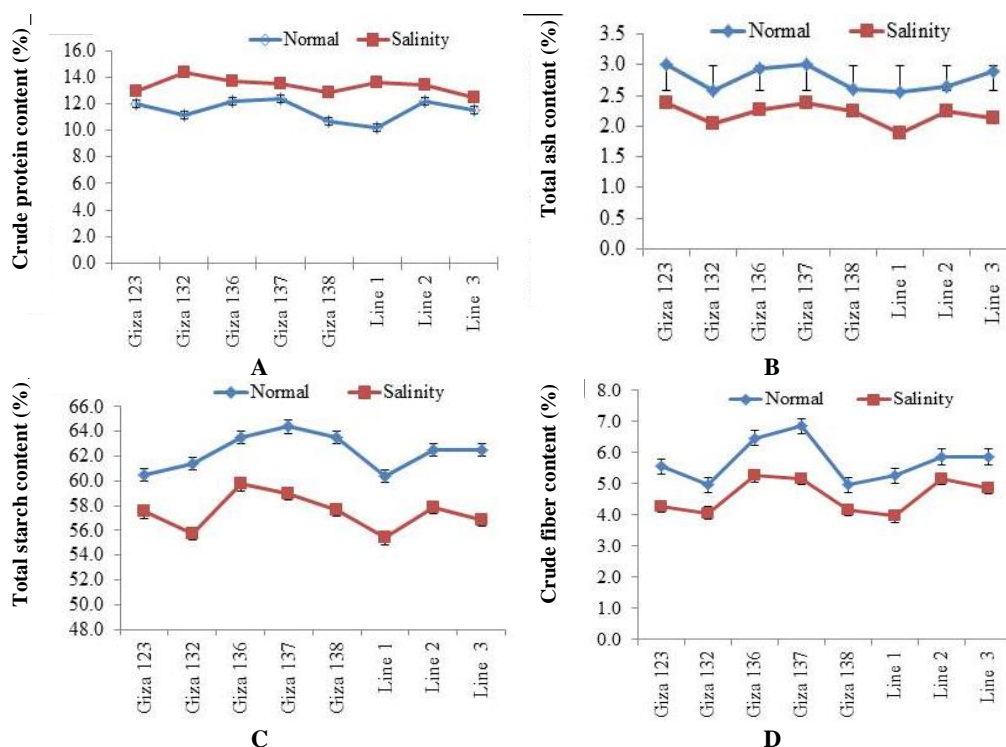 Crude protein content (%)
Normal Salinity
16.0
14.0
12.0
10.0
8.0
6.0
4.0
2.0
0.0
Giza 123
Giza 132
Giza 136
Giza 137
Giza 138
Line 1
Line 2
Line 3
A
Total ash content (%)
Normal Salinity
3.5
3.0
2.5
2.0
1.5
1.0
0.5
0.0
Giza 123
Giza 132
Giza 136
Giza 137
Giza 138
Line 1
Line 2
Line 3
B
Total starch content (%)
Normal Salinity
66.0
64.0
62.0
60.0
58.0
56.0
54.0
52.0
50.0
48.0
Giza 123
Giza 132
Giza 136
Giza 137
Giza 138
Line 1
Line 2
Line 3
C
Crude fiber content (%)
Normal Salinity
8.0
7.0
6.0
5.0
4.0
3.0
2.0
1.0
0.0
Giza 123
Giza 132
Giza 136
Giza 137
Giza 138
Line 1
Line 2
Line 3
D